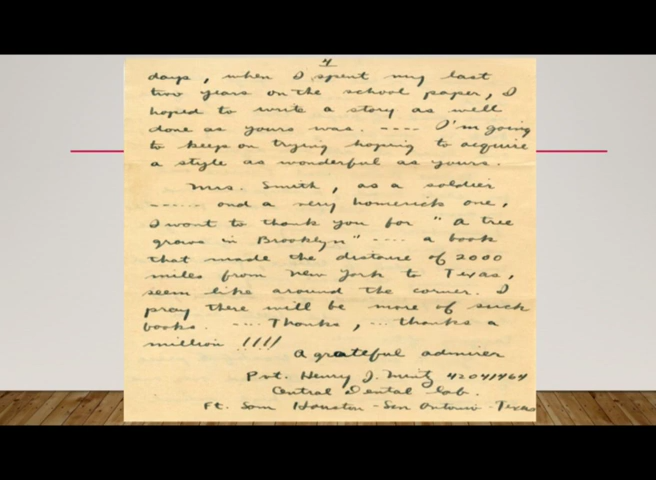 4
days, when I spent my last
two years on the school paper, I
hoped to write a story as well
done as yours was. ---- I'm going
to keep on trying hoping to acquire
a style as wonderful as yours.
Mrs. Smith, as a soldier
----- and a very homesick one,
I want to thank you for "A tree
grows in Brooklyn" ---- a book
that made the distance of 2000
miles from New York to Texas,
seem like around the corner. I
pray there will be more of such
books. --- Thanks, -- thanks a
million !!!!
A grateful admirer
Pvt. Henry J. Mintz 42041464
Central Dental Lab.
Ft. Sam Houston - San Antonio - Texas